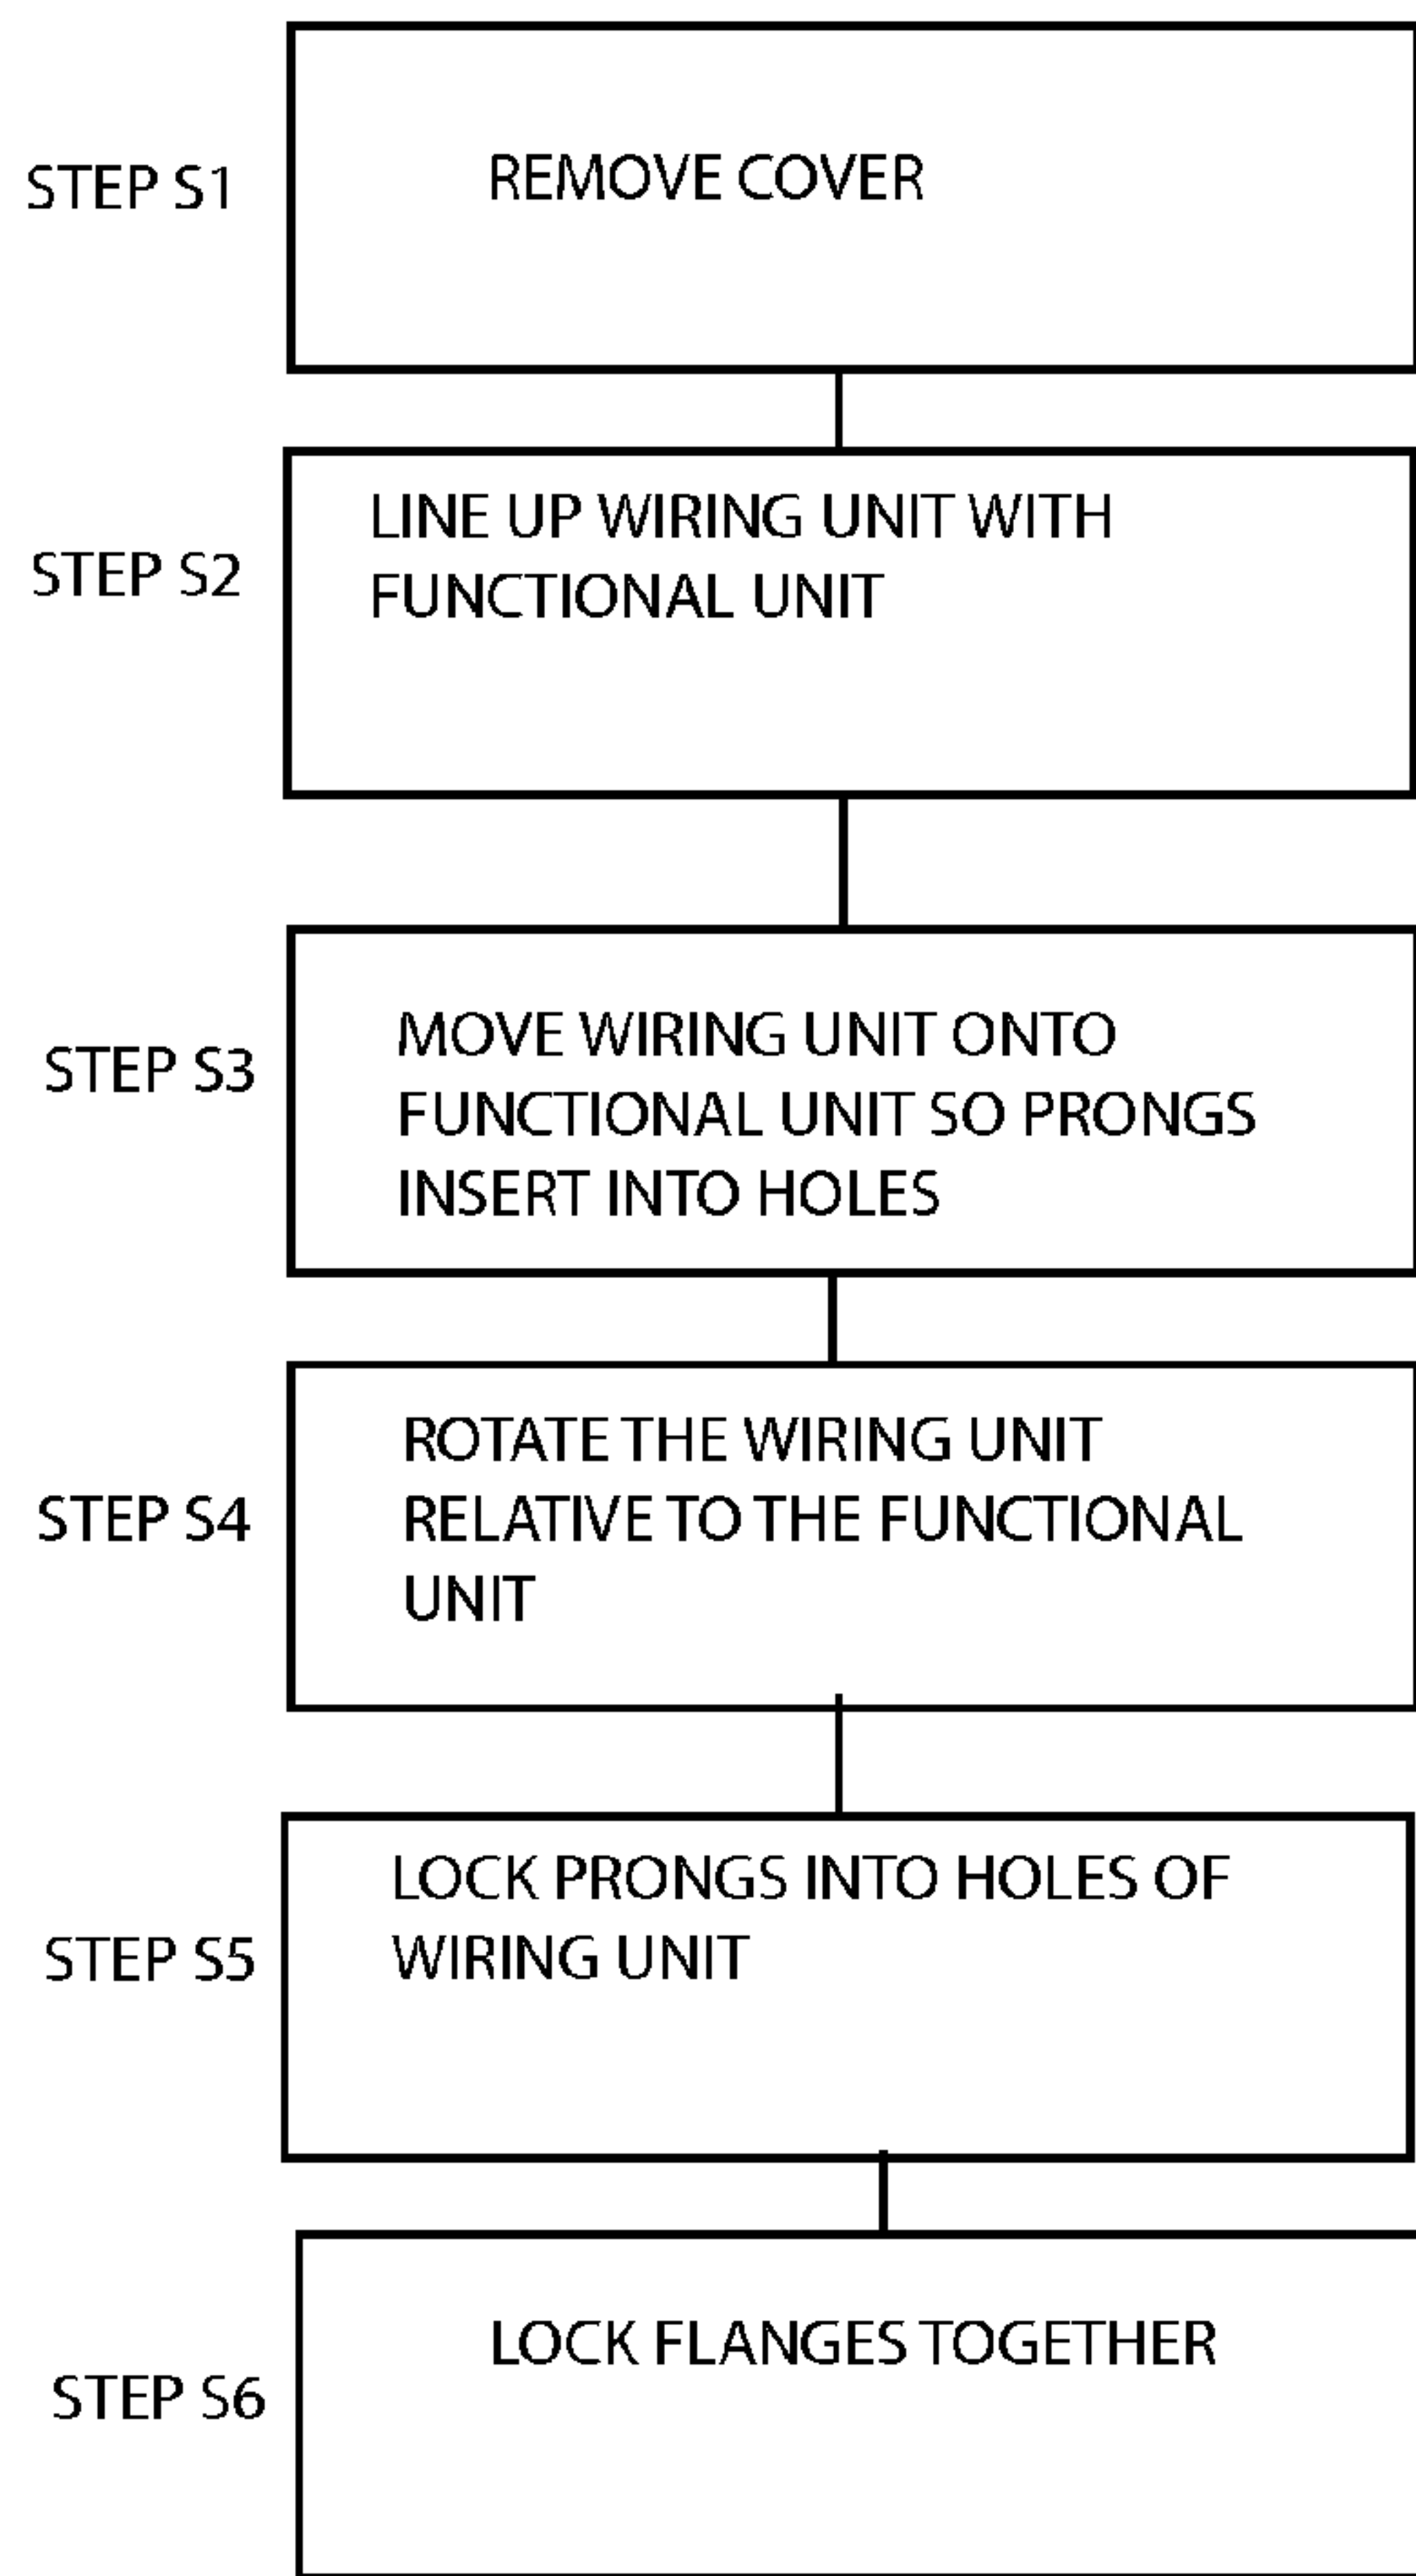 STEP S1
REMOVE COVER
STEP S2
LINE UP WIRING UNIT WITH
FUNCTIONAL UNIT
STEP S3
MOVE WIRING UNIT ONTO
FUNCTIONAL UNIT SO PRONGS
INSERT INTO HOLES
STEP S4
ROTATE THE WIRING UNIT
RELATIVE TO THE FUNCTIONAL
UNIT
STEP S5
LOCK PRONGS INTO HOLES OF
WIRING UNIT
STEP S6
LOCK FLANGES TOGETHER